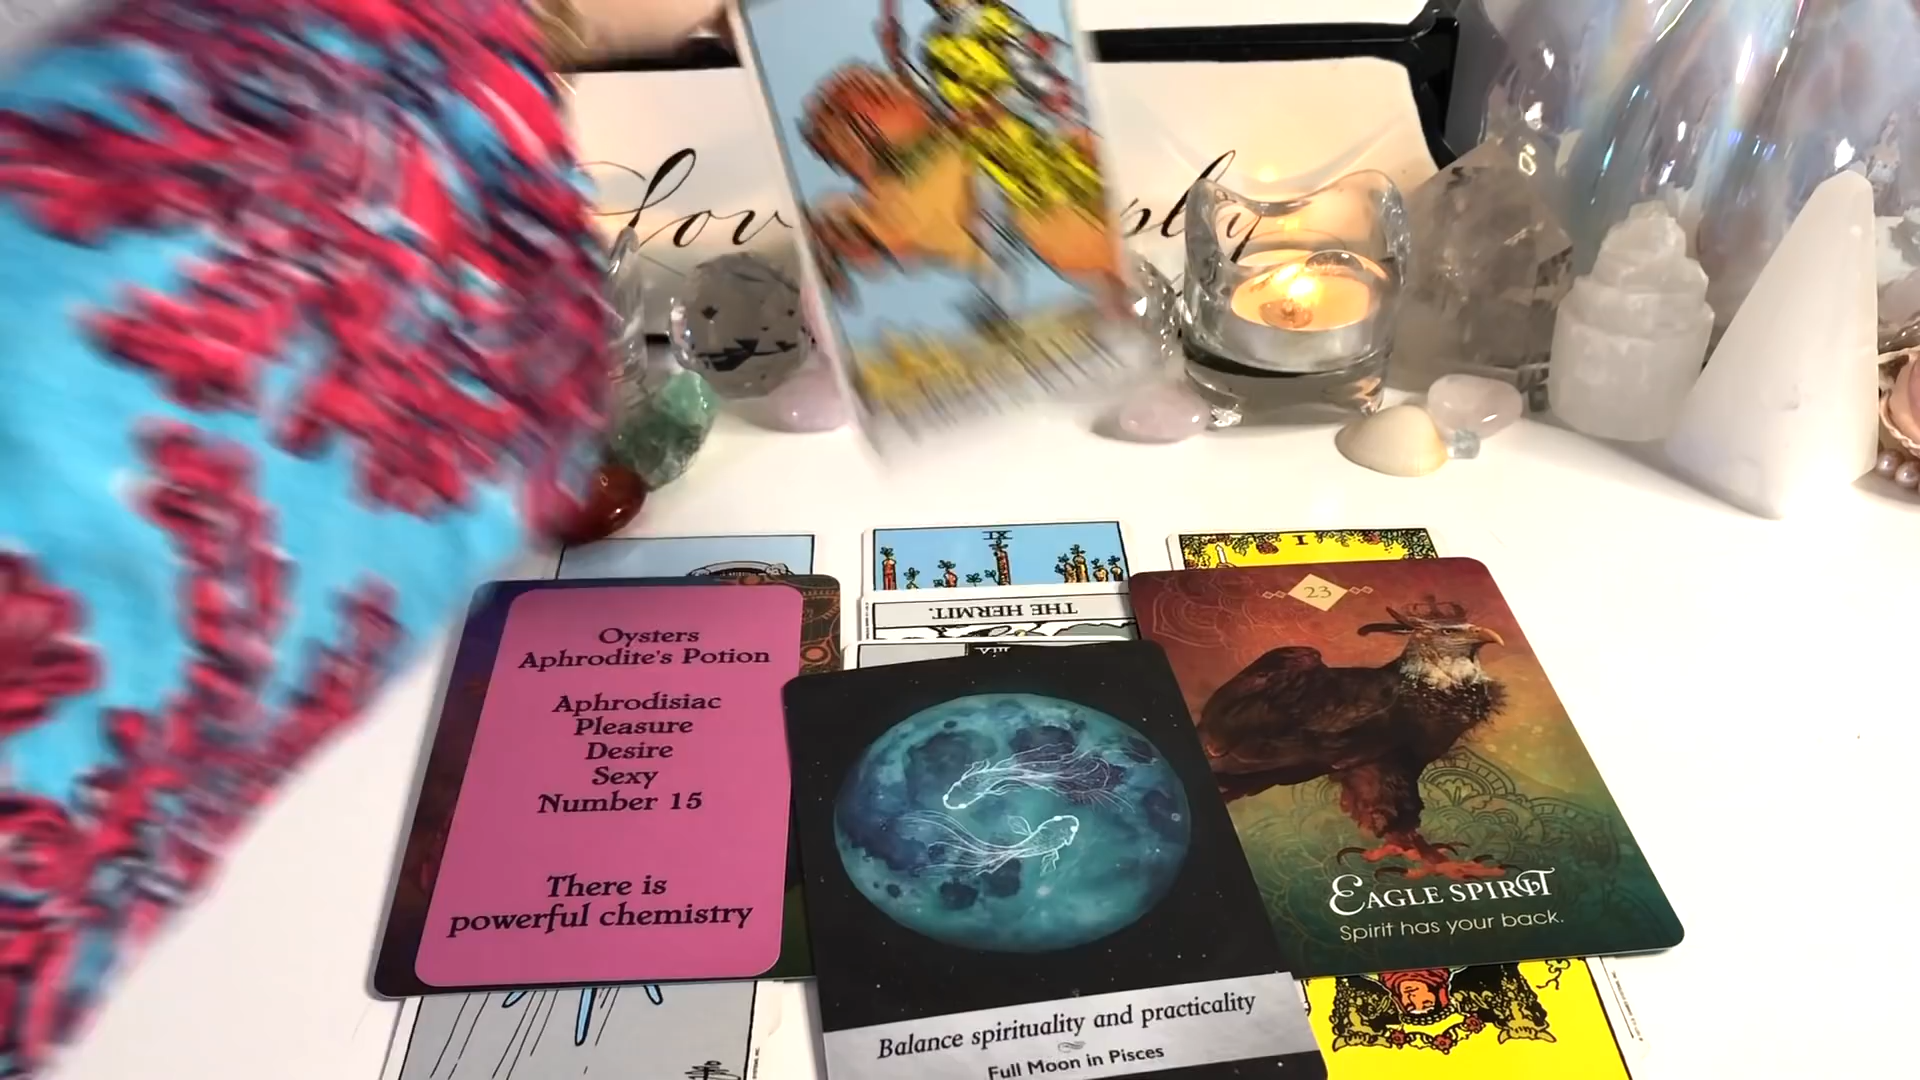 Oysters
Aphrodite's Potion
Aphrodisiac
Pleasure
Desire
Sexy
Number 15
There is
powerful chemistry
I
THE HERMIT.
23
EAGLE SPIRIT
Spirit has your back.
Balance spirituality and practicality
Full Moon in Pisces